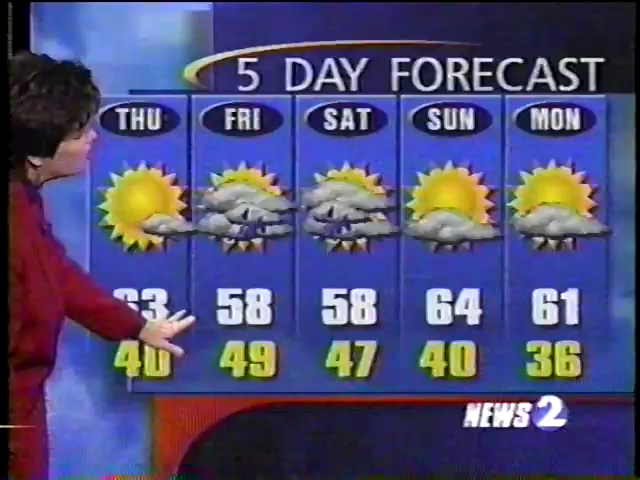 5 DAY FORECAST
THU FRI SAT SUN MON
63 58 58 64 61
40 49 47 40 36
NEWS 2